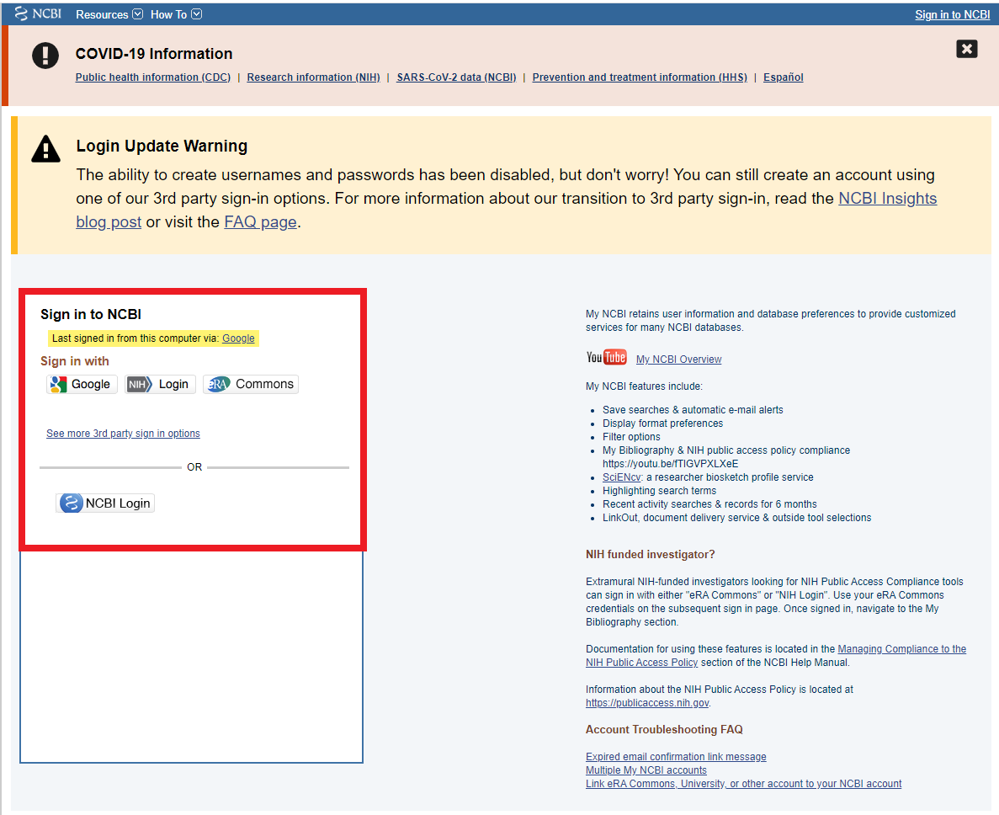 NCBI Resources How To Sign in to NCBI
COVID-19 Information
Public health information (CDC) | Research information (NIH) | SARS-CoV-2 data (NCBI) | Prevention and treatment information (HHS) | Español
Login Update Warning
The ability to create usernames and passwords has been disabled, but don't worry! You can still create an account using
one of our 3rd party sign-in options. For more information about our transition to 3rd party sign-in, read the NCBI Insights
blog post or visit the FAQ page.
Sign in to NCBI
Last signed in from this computer via: Google
Sign in with
Google NIH Login eRA Commons
See more 3rd party sign in options
OR
NCBI Login
My NCBI retains user information and database preferences to provide customized
services for many NCBI databases.
YouTube My NCBI Overview
My NCBI features include:
Save searches & automatic e-mail alerts
Display format preferences
Filter options
My Bibliography & NIH public access policy compliance
https://youtu.be/fTlGVPXLXeE
SciENcv: a researcher biosketch profile service
Highlighting search terms
Recent activity searches & records for 6 months
LinkOut, document delivery service & outside tool selections
NIH funded investigator?
Extramural NIH-funded investigators looking for NIH Public Access Compliance tools
can sign in with either "eRA Commons" or "NIH Login". Use your eRA Commons
credentials on the subsequent sign in page. Once signed in, navigate to the My
Bibliography section.
Documentation for using these features is located in the Managing Compliance to the
NIH Public Access Policy section of the NCBI Help Manual.
Information about the NIH Public Access Policy is located at
https://publicaccess.nih.gov.
Account Troubleshooting FAQ
Expired email confirmation link message
Multiple My NCBI accounts
Link eRA Commons, University, or other account to your NCBI account